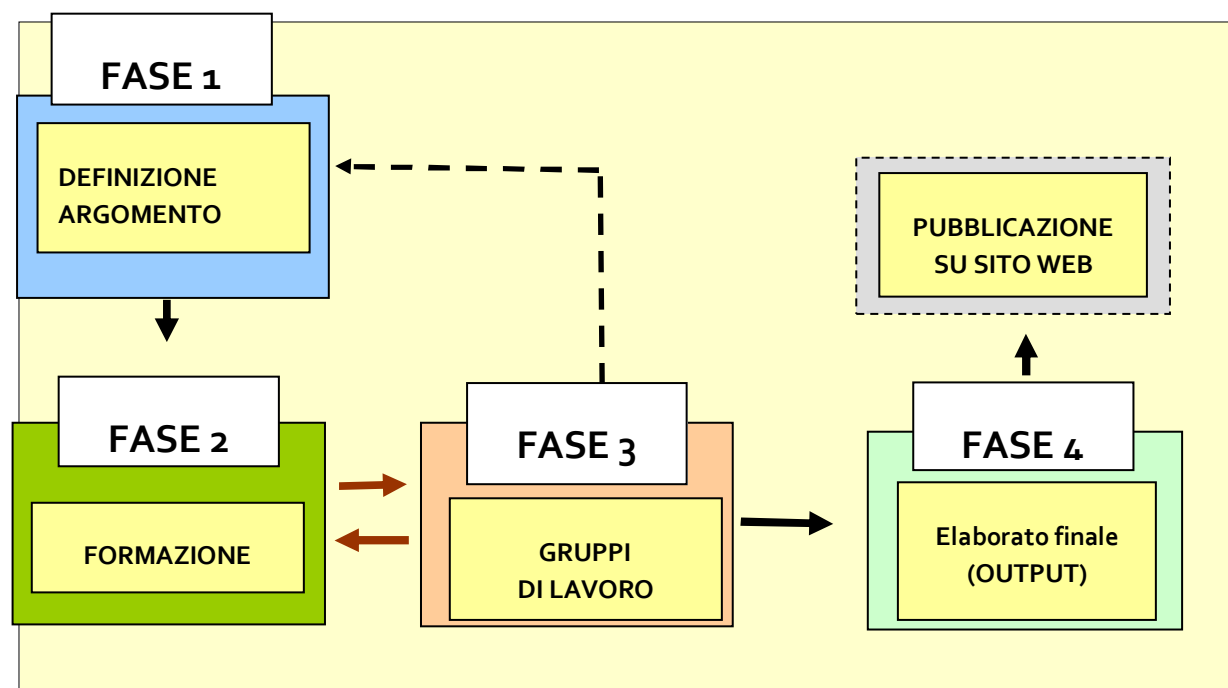 FASE 1
DEFINIZIONE
ARGOMENTO
PUBBLICAZIONE
SU SITO WEB
FASE 2
FORMAZIONE
FASE 3
GRUPPI
DI LAVORO
FASE 4
Elaborato finale
(OUTPUT)